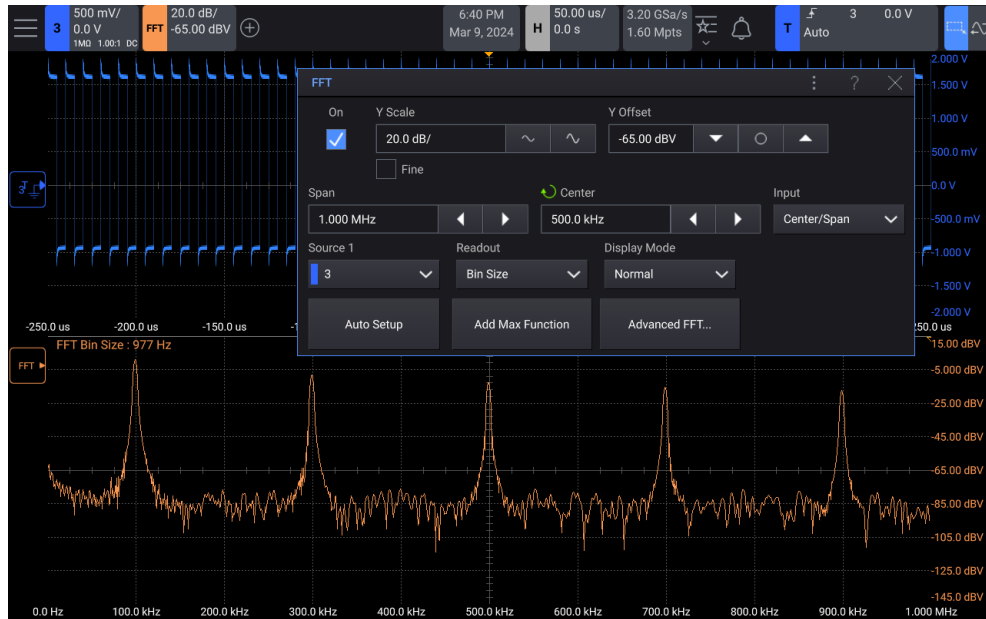 500 mV/
3 0.0 V
1MΩ 1.00:1 DC
20.0 dB/
FFT -65.00 dBV
6:40 PM
Mar 9, 2024
H 50.00 us/
0.0 s
3.20 GSa/s
1.60 Mpts
T 3 0.0 V
Auto
2.000 V
1.500 V
1.000 V
500.0 mV
0.0 V
-500.0 mV
-1.000 V
-1.500 V
-2.000 V
FFT ?
On Y Scale Y Offset
20.0 dB/ -65.00 dBV
Fine
Span Center Input
1.000 MHz 500.0 kHz Center/Span
Source 1 Readout Display Mode
3 Bin Size Normal
Auto Setup Add Max Function Advanced FFT...
-250.0 us -200.0 us -150.0 us
FFT Bin Size : 977 Hz
FFT
15.00 dBV
-5.000 dBV
-25.00 dBV
-45.00 dBV
-65.00 dBV
-85.00 dBV
-105.0 dBV
-125.0 dBV
-145.0 dBV
0.0 Hz 100.0 kHz 200.0 kHz 300.0 kHz 400.0 kHz 500.0 kHz 600.0 kHz 700.0 kHz 800.0 kHz 900.0 kHz 1.000 MHz